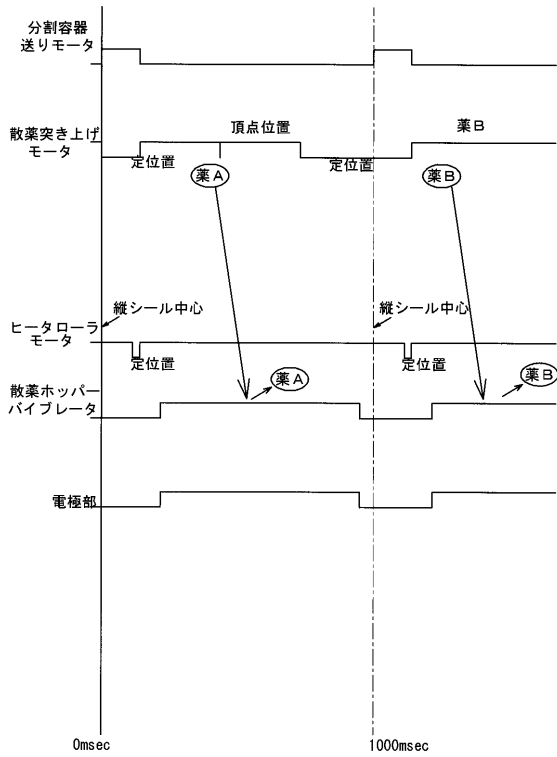 分割容器
送りモータ
散薬突き上げ
モータ
頂点位置
薬B
定位置
定位置
薬A
薬B
縦シール中心
縦シール中心
ヒータローラ
モータ
定位置
定位置
散薬ホッパー
バイブレータ
薬A
薬B
電極部
0msec
1000msec